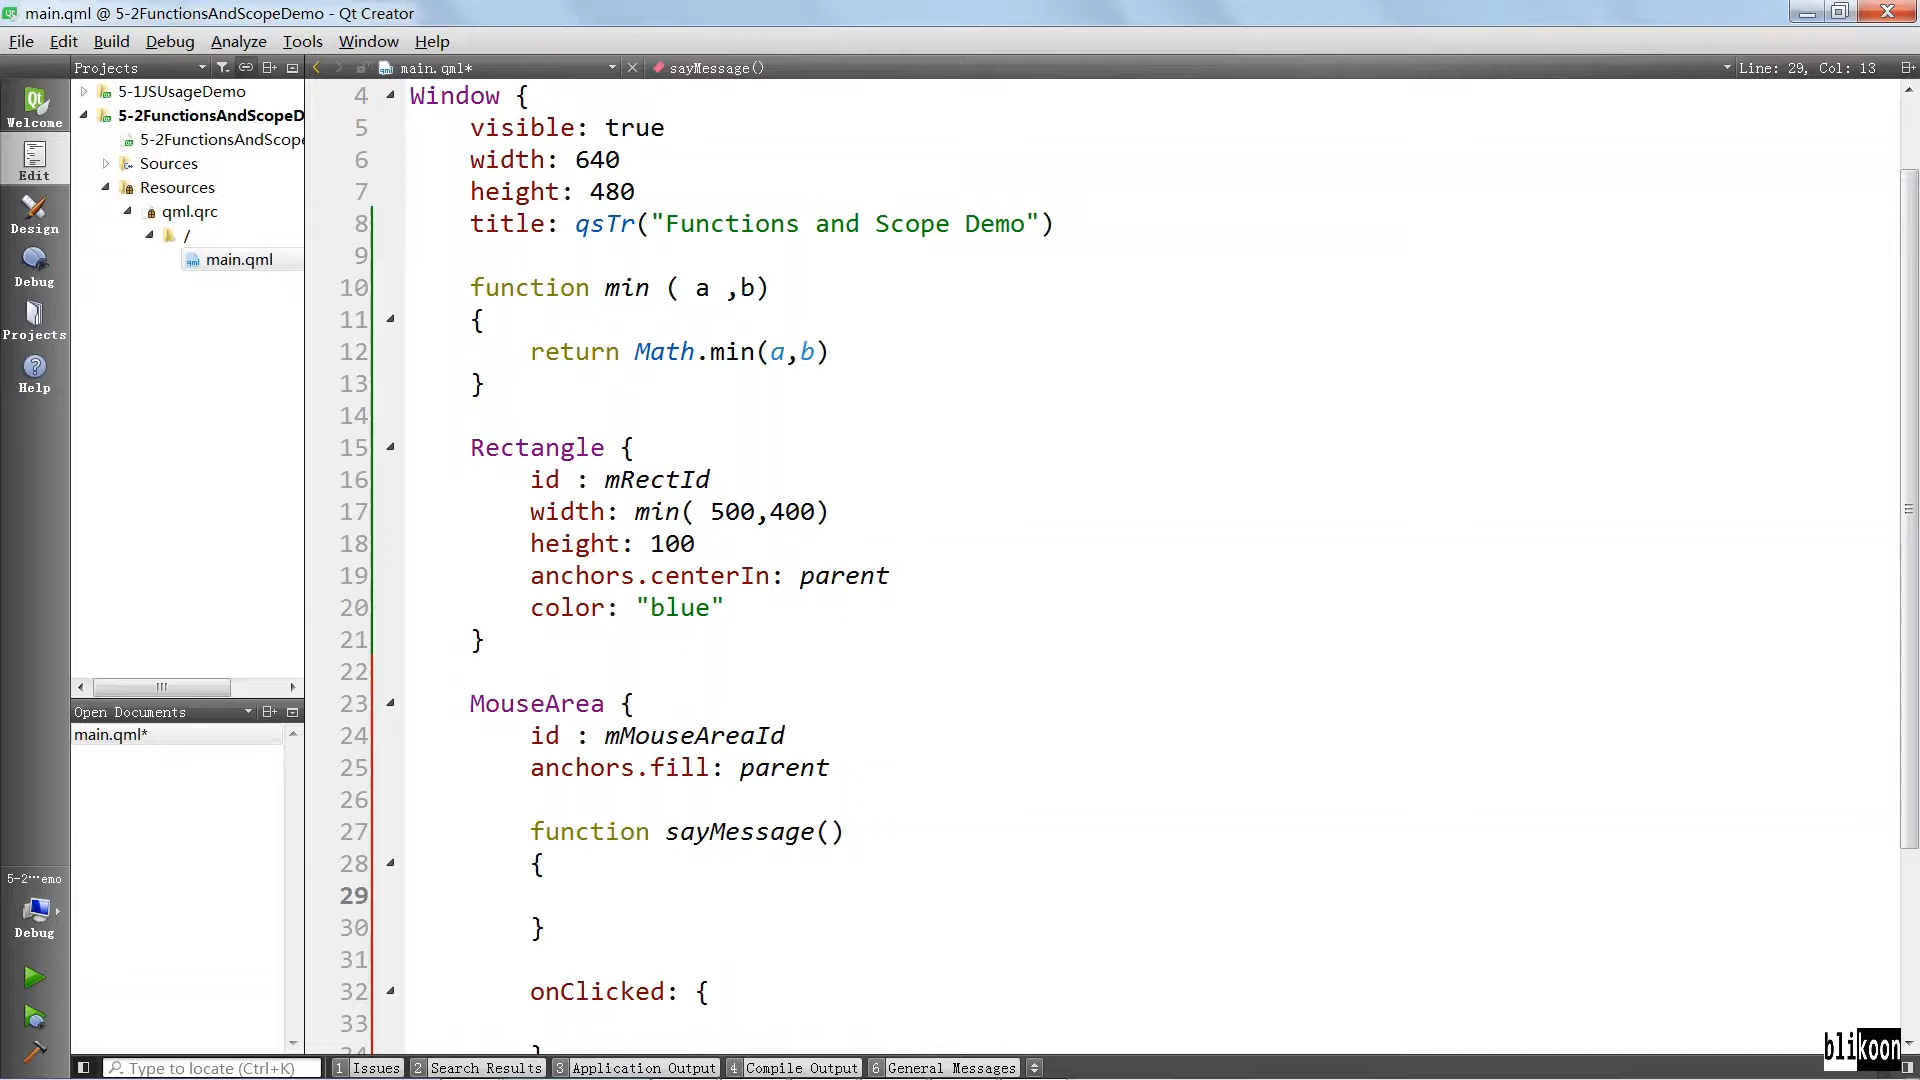 main.qml @ 5-2FunctionsAndScopeDemo - Qt Creator
File Edit Build Debug Analyze Tools Window Help
Projects main.qml* sayMessage() Line: 29, Col: 13
Welcome
Edit
Design
Debug
Projects
Help
5-1JSUsageDemo
5-2FunctionsAndScopeD
5-2FunctionsAndScope
Sources
Resources
qml.qrc
/
main.qml
Open Documents
main.qml*
4 Window {
5 visible: true
6 width: 640
7 height: 480
8 title: qsTr("Functions and Scope Demo")
9
10 function min ( a ,b)
11 {
12 return Math.min(a,b)
13 }
14
15 Rectangle {
16 id : mRectId
17 width: min( 500,400)
18 height: 100
19 anchors.centerIn: parent
20 color: "blue"
21 }
22
23 MouseArea {
24 id : mMouseAreaId
25 anchors.fill: parent
26
27 function sayMessage()
28 {
29
30 }
31
32 onClicked: {
33
34 }
5-2···emo
Debug
Type to locate (Ctrl+K) 1 Issues 2 Search Results 3 Application Output 4 Compile Output 6 General Messages
blikoon